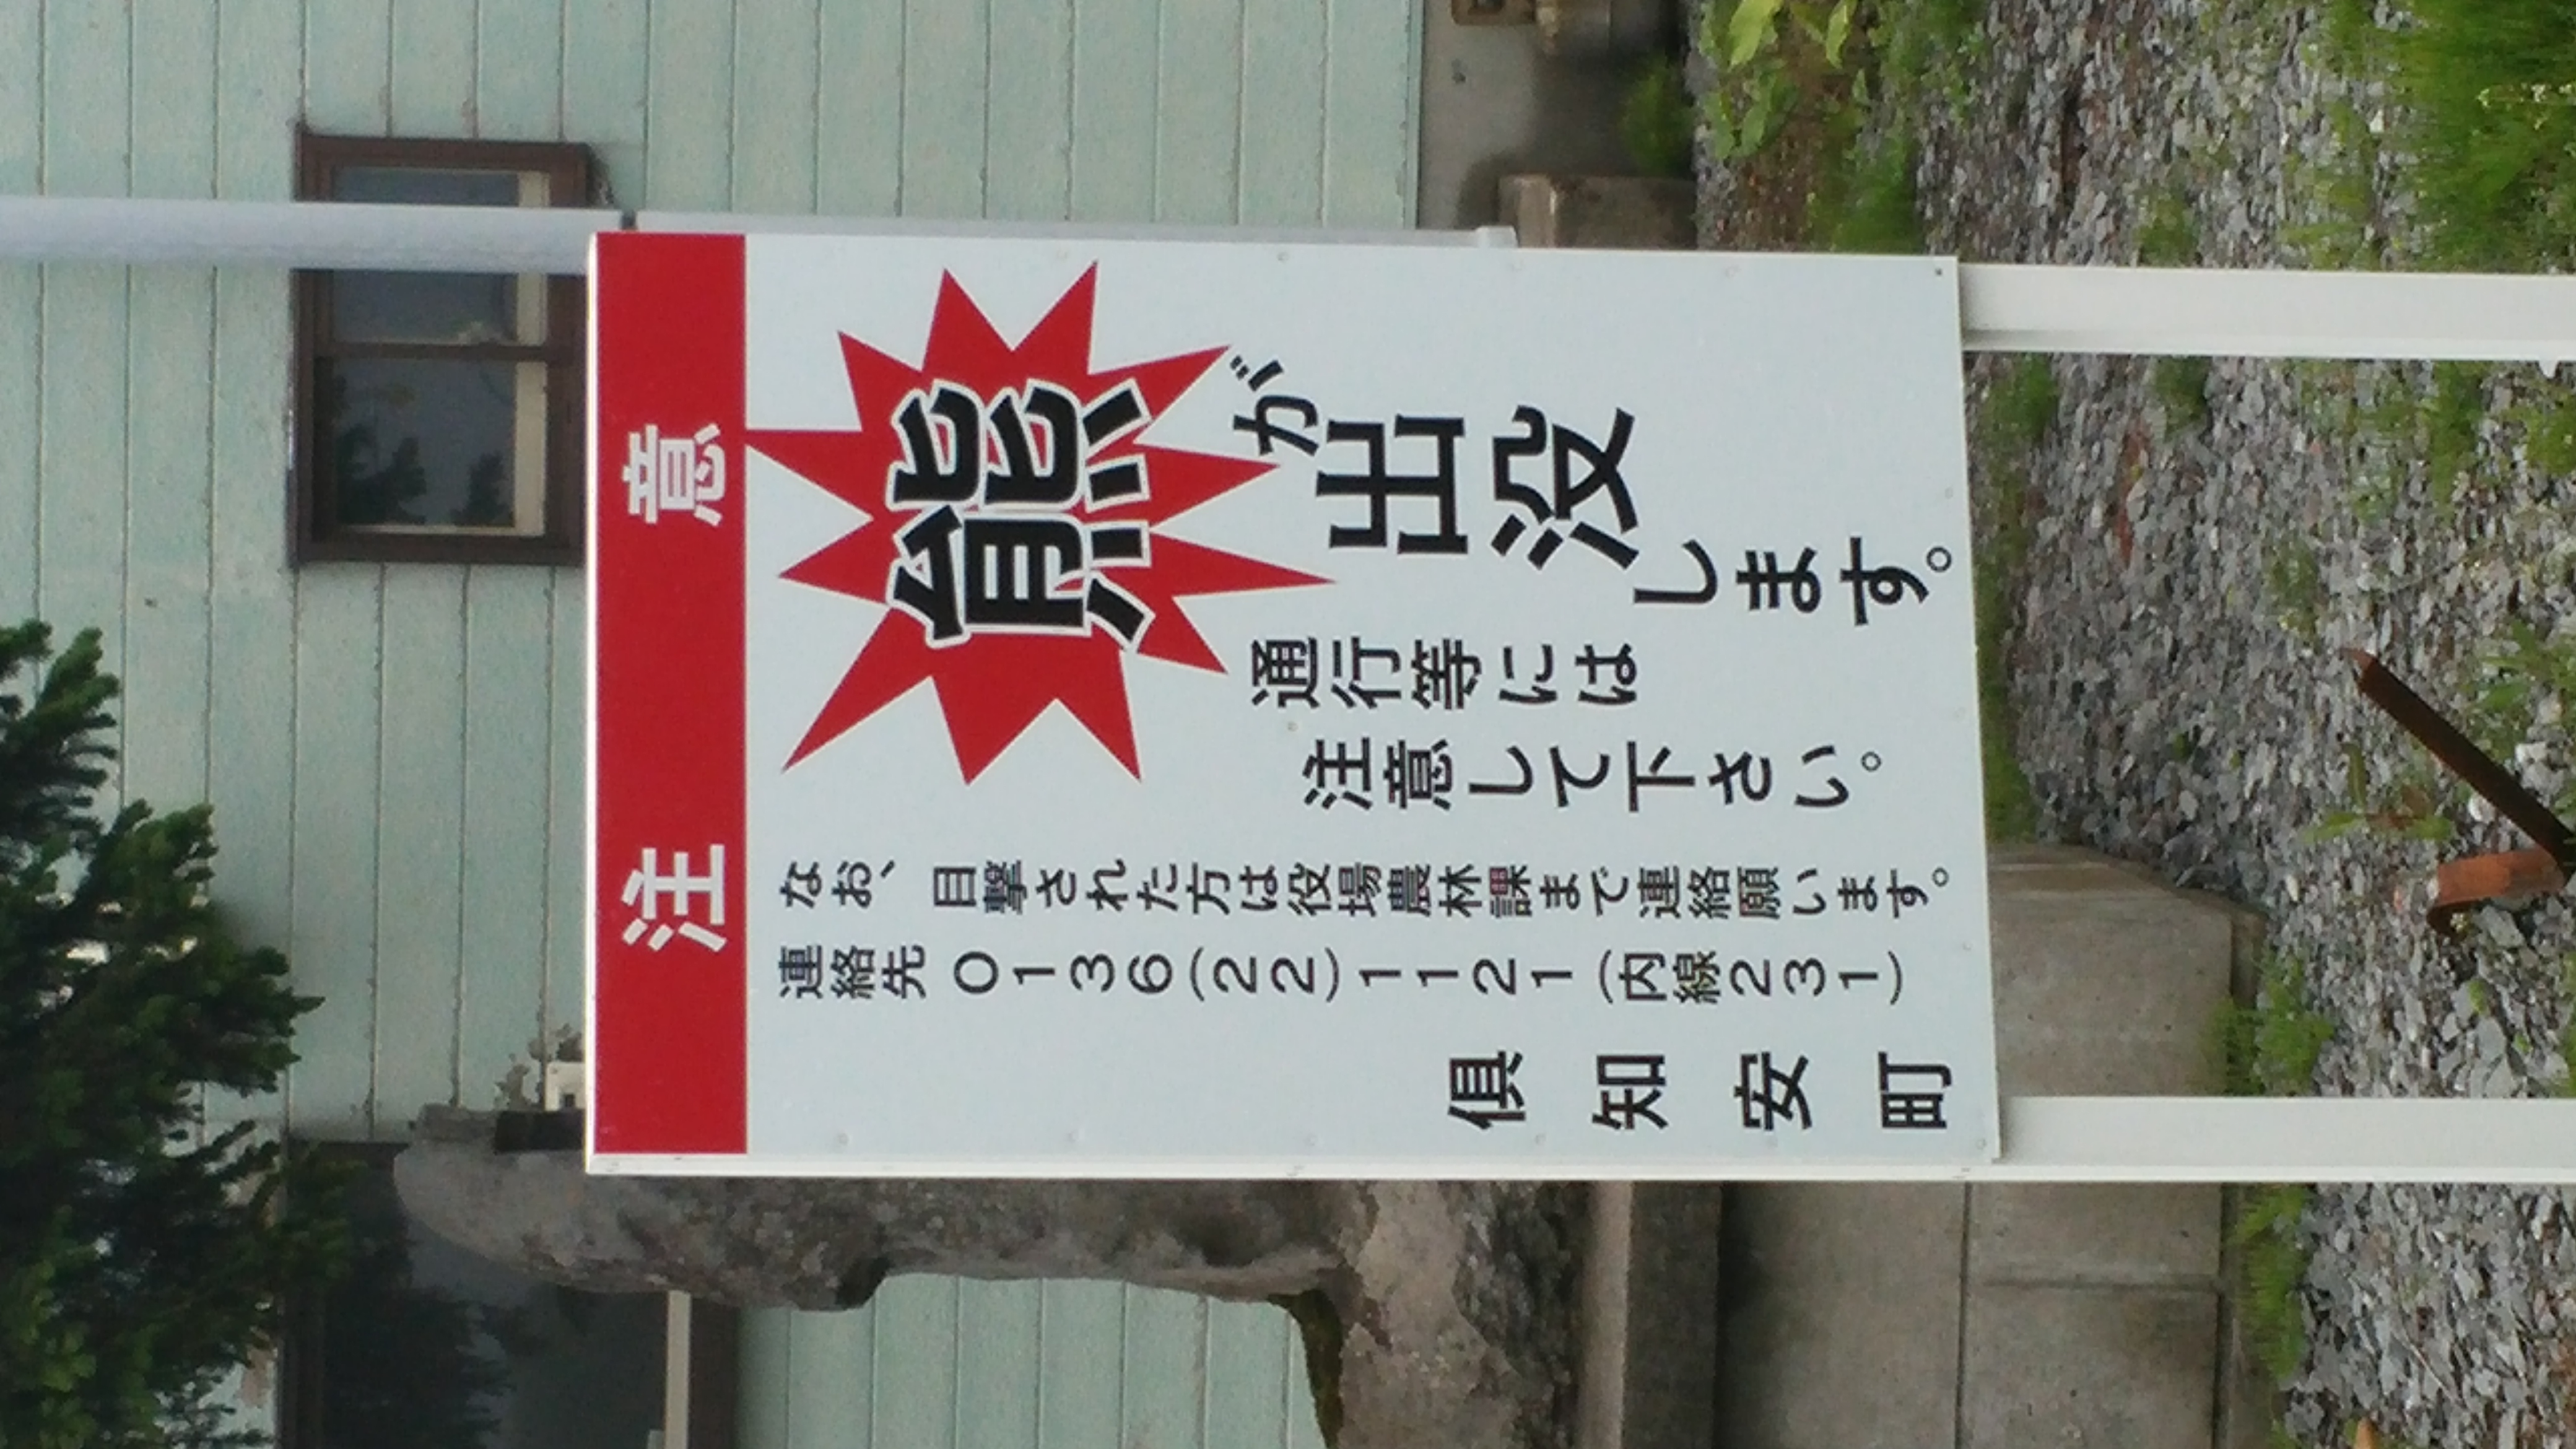 注意
熊が出没します。
通行等には
注意して下さい。
なお、目撃された方は役場農林課まで連絡願います。
連絡先 0136(22)1121(内線231)
倶知安町